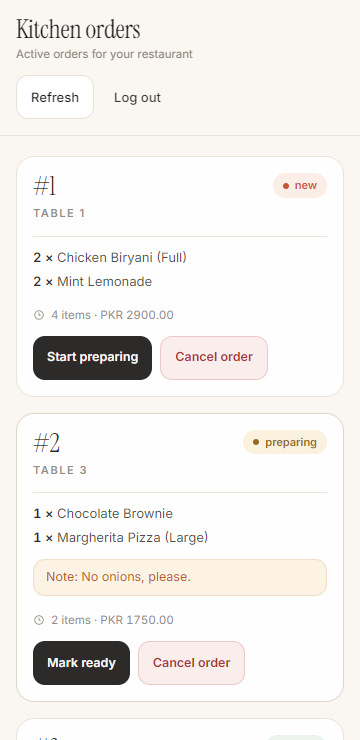 Kitchen orders
Active orders for your restaurant
Refresh
Log out
#1
new
TABLE 1
2 × Chicken Biryani (Full)
2 × Mint Lemonade
4 items · PKR 2900.00
Start preparing
Cancel order
#2
preparing
TABLE 3
1 × Chocolate Brownie
1 × Margherita Pizza (Large)
Note: No onions, please.
2 items · PKR 1750.00
Mark ready
Cancel order